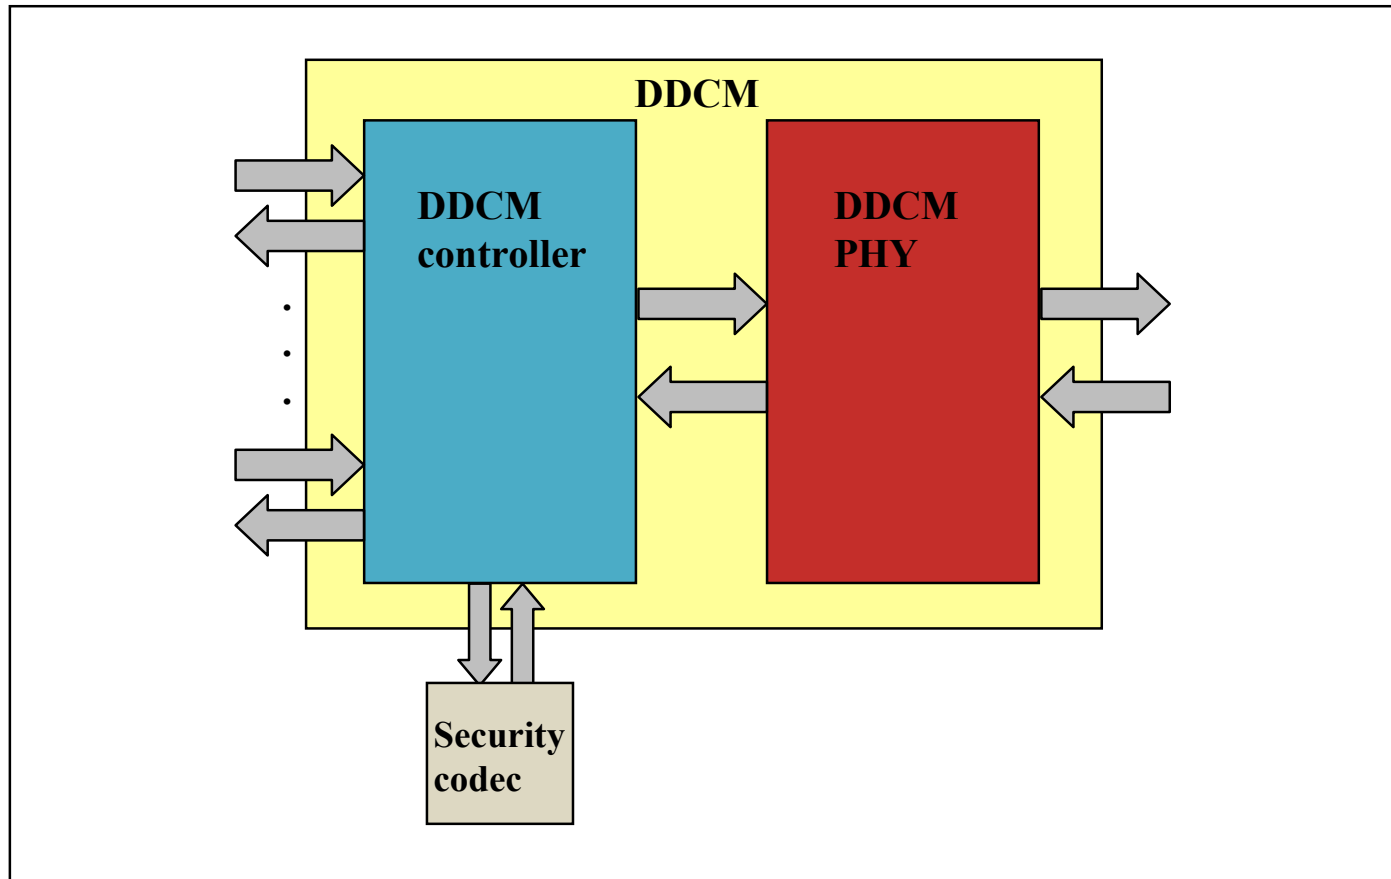 DDCM
DDCM
controller
DDCM
PHY
Security
codec